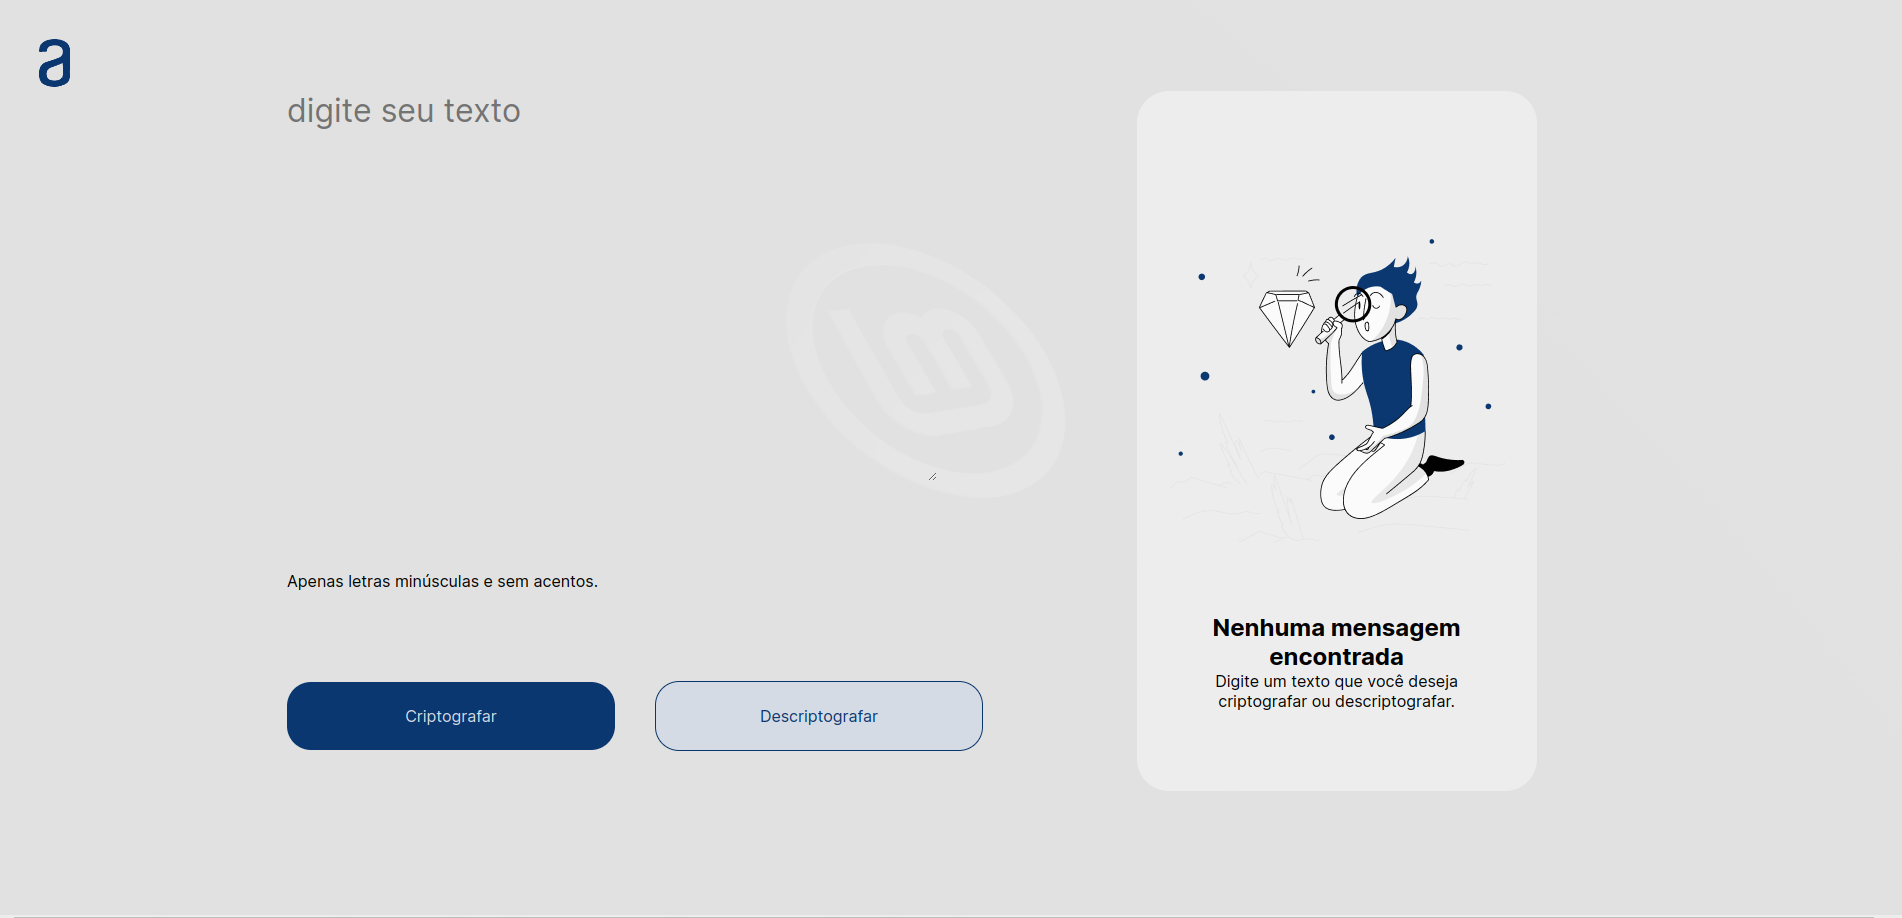 a
digite seu texto
Apenas letras minúsculas e sem acentos.
Criptografar
Descriptografar
Nenhuma mensagem
encontrada
Digite um texto que você deseja
criptografar ou descriptografar.